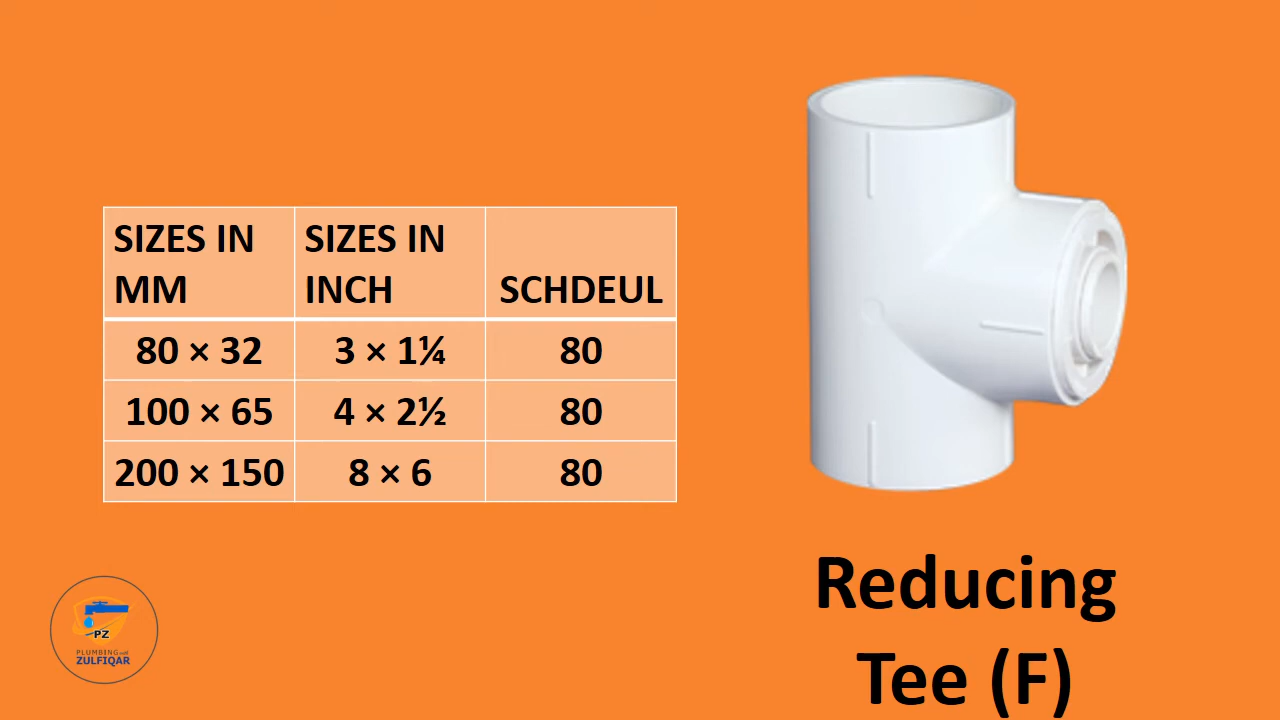 SIZES IN MM
SIZES IN INCH
SCHDEUL
80 × 32
3 × 1¼
80
100 × 65
4 × 2½
80
200 × 150
8 × 6
80
Reducing
Tee (F)
PZ
PLUMBING with
ZULFIQAR